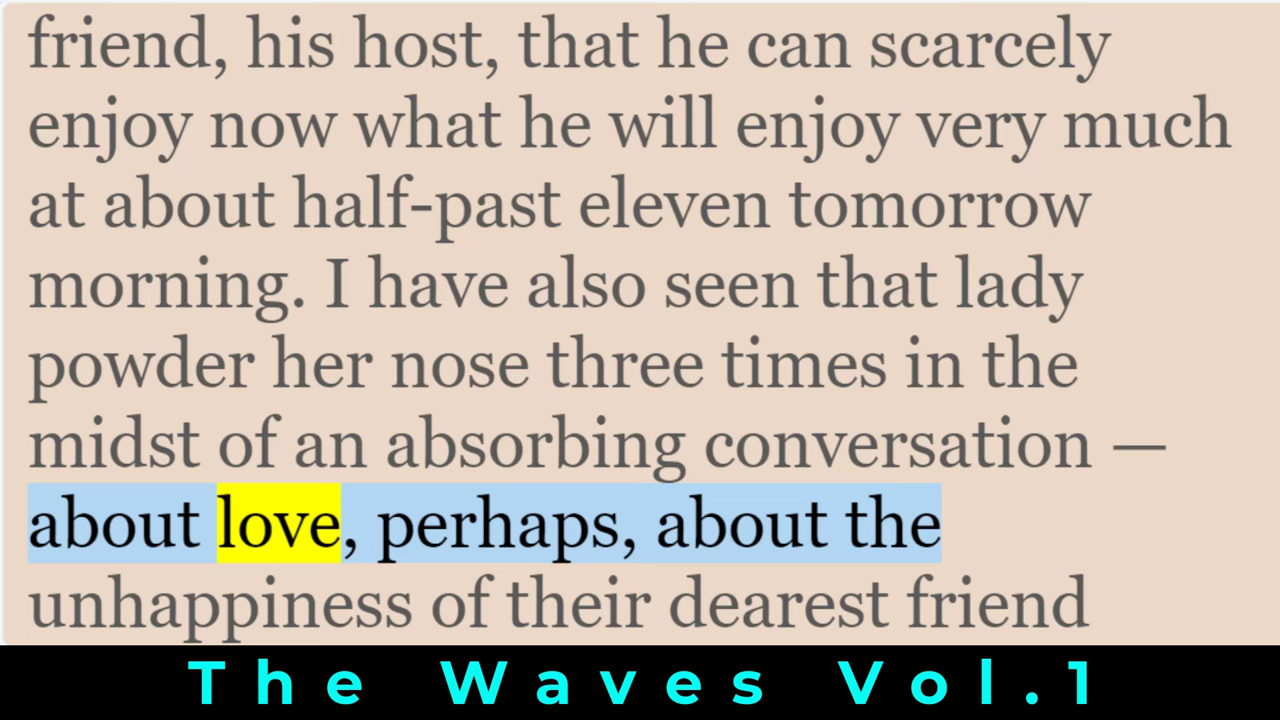 friend, his host, that he can scarcely
enjoy now what he will enjoy very much
at about half-past eleven tomorrow
morning. I have also seen that lady
powder her nose three times in the
midst of an absorbing conversation —
about love, perhaps, about the
unhappiness of their dearest friend
The Waves Vol.1